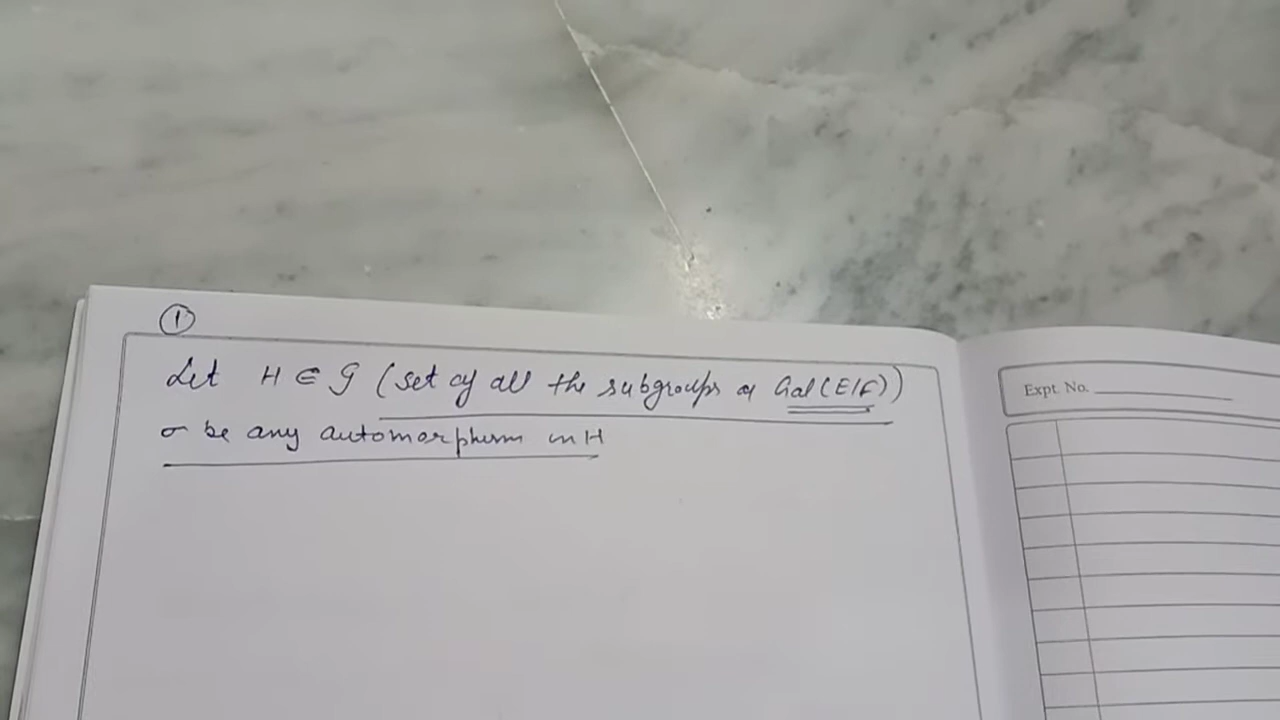 ①
Let H ∈ G (set of all the subgroups of Gal(E/F))
σ be any automorphism in H
Expt. No.